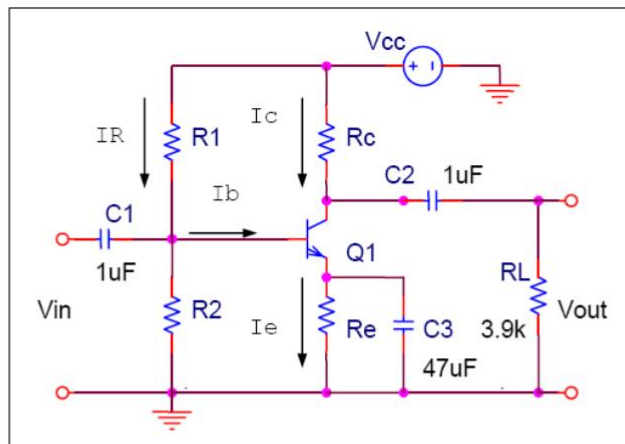 Vcc
+ -
IR
R1
Ic
Rc
C1
1uF
Ib
C2
1uF
Q1
Vin
R2
Ie
Re
C3
47uF
RL
3.9k
Vout